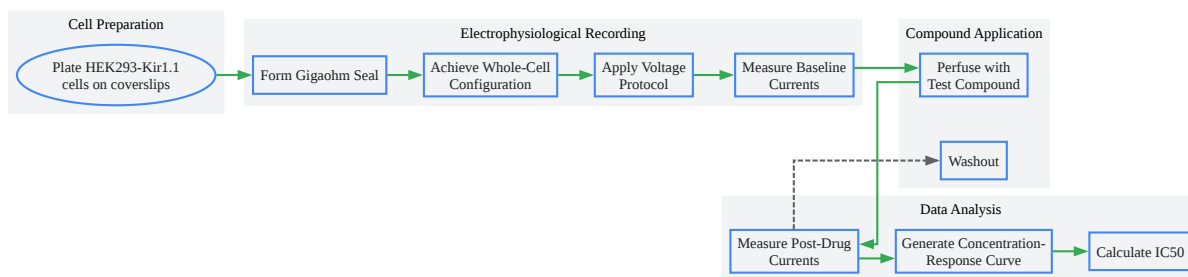 Cell Preparation
Plate HEK293-Kir1.1
cells on coverslips
Electrophysiological Recording
Form Gigaohm Seal
Achieve Whole-Cell
Configuration
Apply Voltage
Protocol
Measure Baseline
Currents
Compound Application
Perfuse with
Test Compound
Washout
Data Analysis
Measure Post-Drug
Currents
Generate Concentration-
Response Curve
Calculate IC50